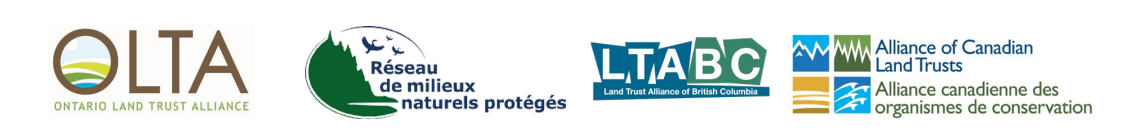 OLTA
ONTARIO LAND TRUST ALLIANCE
Réseau
de milieux
naturels protégés
LTABC
Land Trust Alliance of British Columbia
Alliance of Canadian
Land Trusts
Alliance canadienne des
organismes de conservation